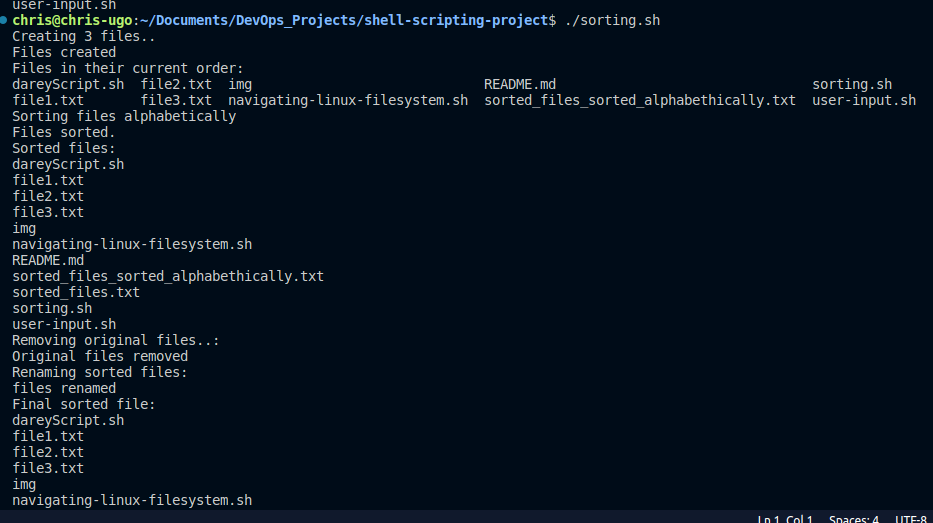 user-input.sh
chris@chris-ugo:~/Documents/DevOps_Projects/shell-scripting-project$ ./sorting.sh
Creating 3 files..
Files created
Files in their current order:
dareyScript.sh  file2.txt  img                            README.md                                sorting.sh
file1.txt       file3.txt  navigating-linux-filesystem.sh  sorted_files_sorted_alphabethically.txt  user-input.sh
Sorting files alphabetically
Files sorted.
Sorted files:
dareyScript.sh
file1.txt
file2.txt
file3.txt
img
navigating-linux-filesystem.sh
README.md
sorted_files_sorted_alphabethically.txt
sorted_files.txt
sorting.sh
user-input.sh
Removing original files..:
Original files removed
Renaming sorted files:
files renamed
Final sorted file:
dareyScript.sh
file1.txt
file2.txt
file3.txt
img
navigating-linux-filesystem.sh
Ln 1, Col 1  Spaces: 4  UTF-8